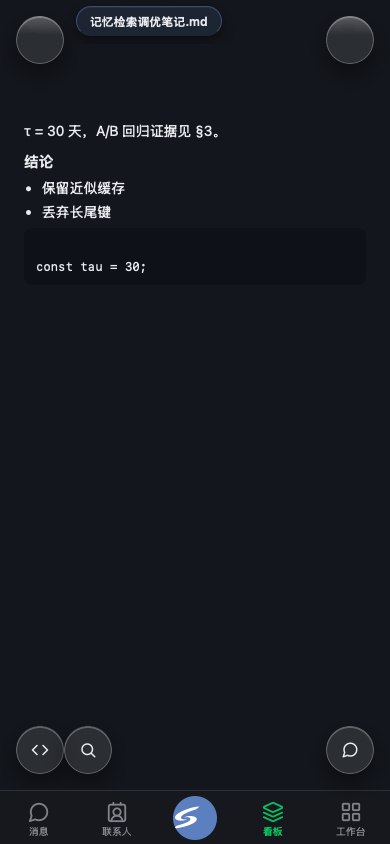 记忆检索调优笔记.md
τ = 30 天，A/B 回归证据见 §3。
结论
• 保留近似缓存
• 丢弃长尾键
const tau = 30;
消息
联系人
看板
工作台